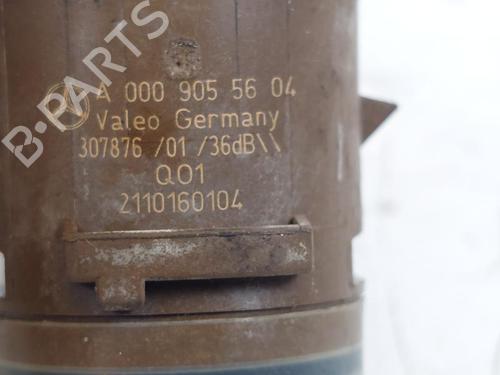 B-PARTS
A 000 905 56 04
Valeo Germany
307876 /01 /36dB\\
Q01
2110160104